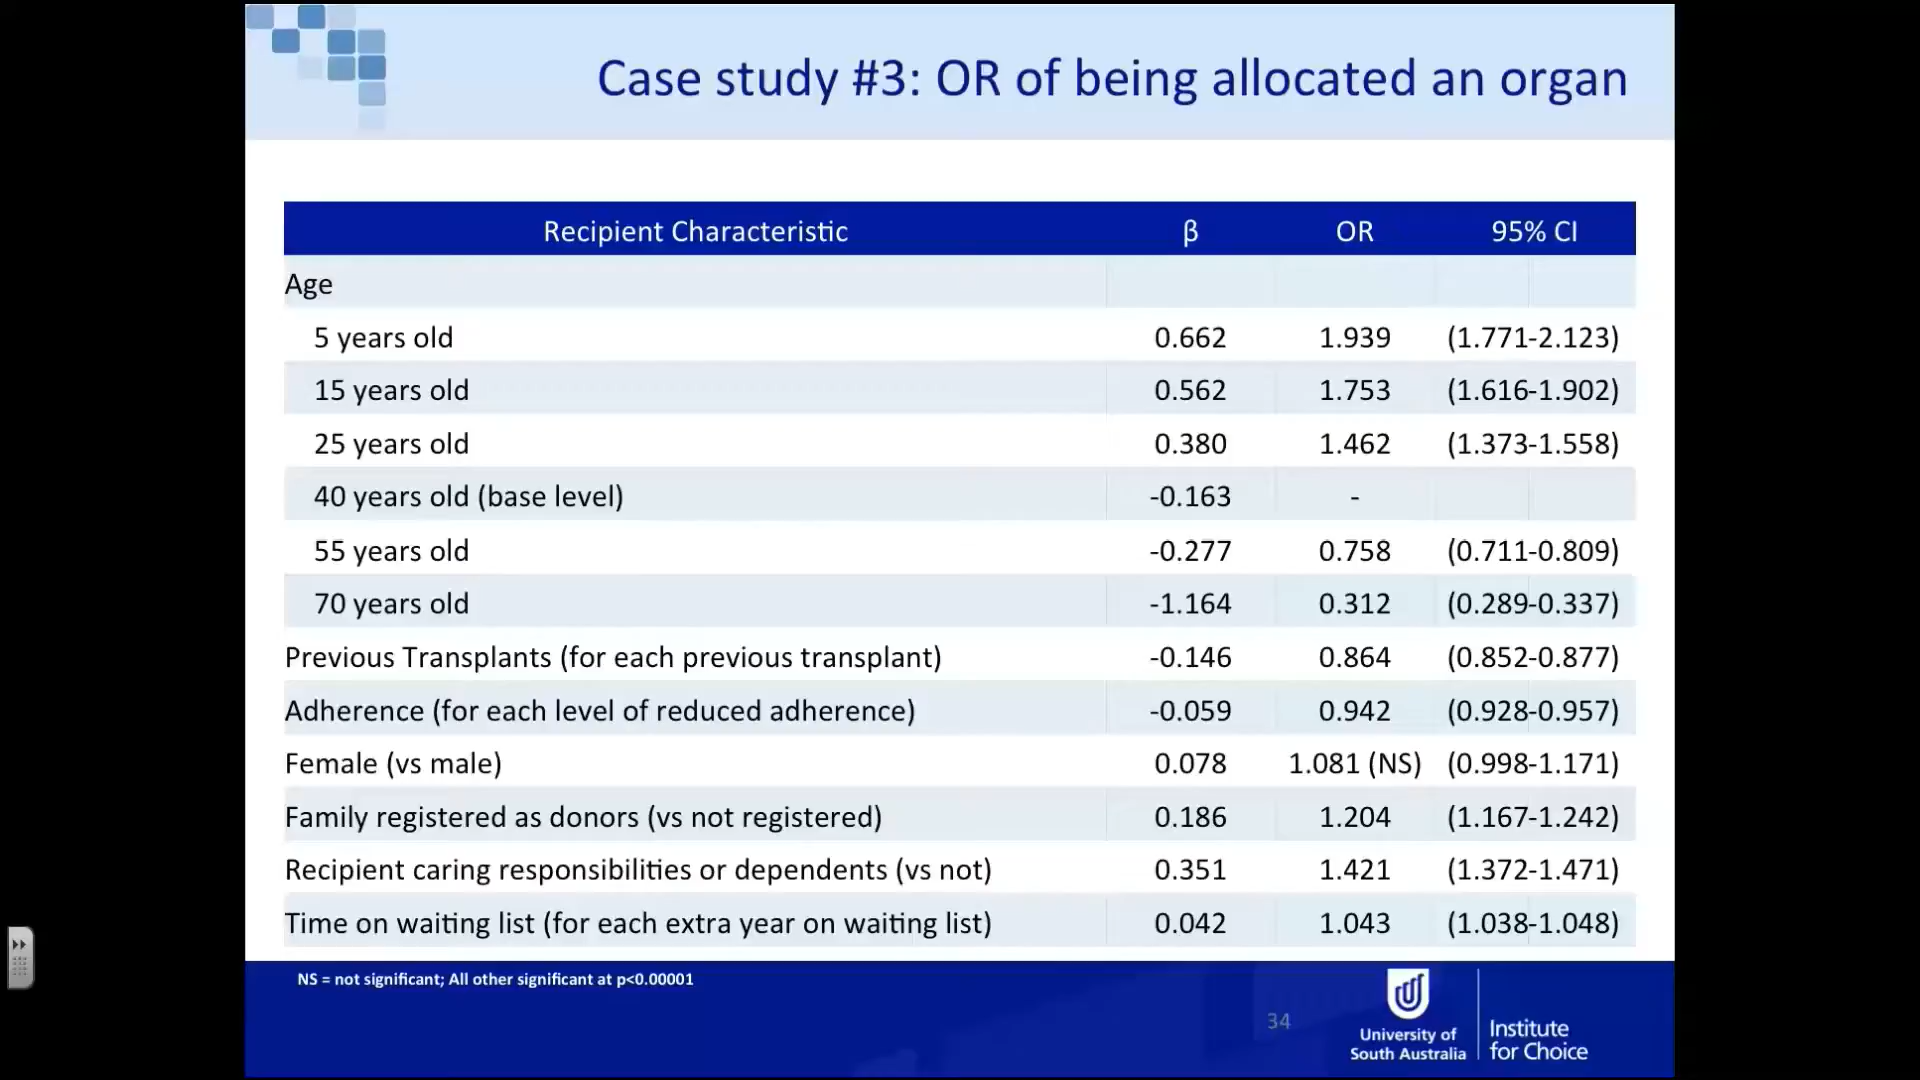 Case study #3: OR of being allocated an organ
Recipient Characteristic β OR 95% CI
Age
5 years old 0.662 1.939 (1.771-2.123)
15 years old 0.562 1.753 (1.616-1.902)
25 years old 0.380 1.462 (1.373-1.558)
40 years old (base level) -0.163 -
55 years old -0.277 0.758 (0.711-0.809)
70 years old -1.164 0.312 (0.289-0.337)
Previous Transplants (for each previous transplant) -0.146 0.864 (0.852-0.877)
Adherence (for each level of reduced adherence) -0.059 0.942 (0.928-0.957)
Female (vs male) 0.078 1.081 (NS) (0.998-1.171)
Family registered as donors (vs not registered) 0.186 1.204 (1.167-1.242)
Recipient caring responsibilities or dependents (vs not) 0.351 1.421 (1.372-1.471)
Time on waiting list (for each extra year on waiting list) 0.042 1.043 (1.038-1.048)
NS = not significant; All other significant at p<0.00001
34
University of
South Australia
Institute
for Choice